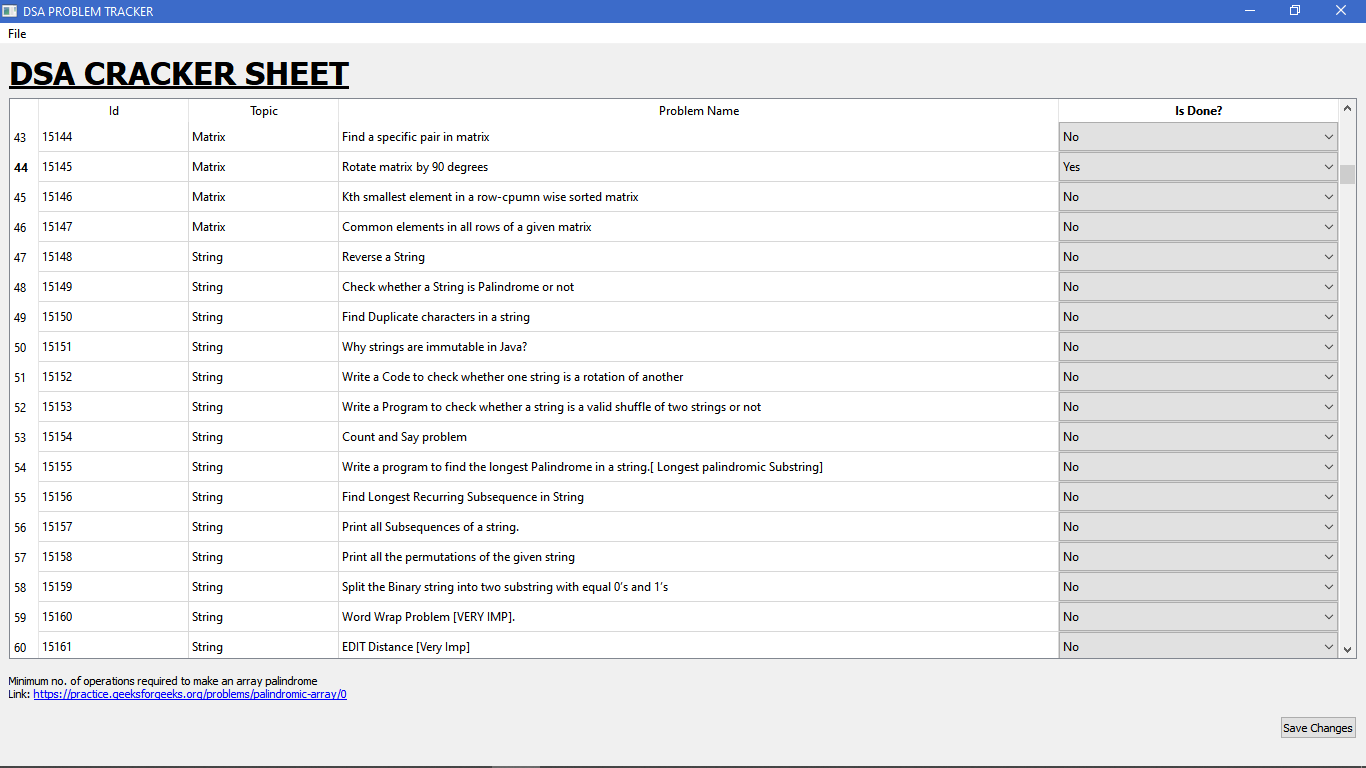 DSA PROBLEM TRACKER
File
DSA CRACKER SHEET
Id Topic Problem Name Is Done?
43 15144 Matrix Find a specific pair in matrix No
44 15145 Matrix Rotate matrix by 90 degrees Yes
45 15146 Matrix Kth smallest element in a row-cpumn wise sorted matrix No
46 15147 Matrix Common elements in all rows of a given matrix No
47 15148 String Reverse a String No
48 15149 String Check whether a String is Palindrome or not No
49 15150 String Find Duplicate characters in a string No
50 15151 String Why strings are immutable in Java? No
51 15152 String Write a Code to check whether one string is a rotation of another No
52 15153 String Write a Program to check whether a string is a valid shuffle of two strings or not No
53 15154 String Count and Say problem No
54 15155 String Write a program to find the longest Palindrome in a string.[ Longest palindromic Substring] No
55 15156 String Find Longest Recurring Subsequence in String No
56 15157 String Print all Subsequences of a string. No
57 15158 String Print all the permutations of the given string No
58 15159 String Split the Binary string into two substring with equal 0’s and 1’s No
59 15160 String Word Wrap Problem [VERY IMP]. No
60 15161 String EDIT Distance [Very Imp] No
Minimum no. of operations required to make an array palindrome
Link: https://practice.geeksforgeeks.org/problems/palindromic-array/0
Save Changes